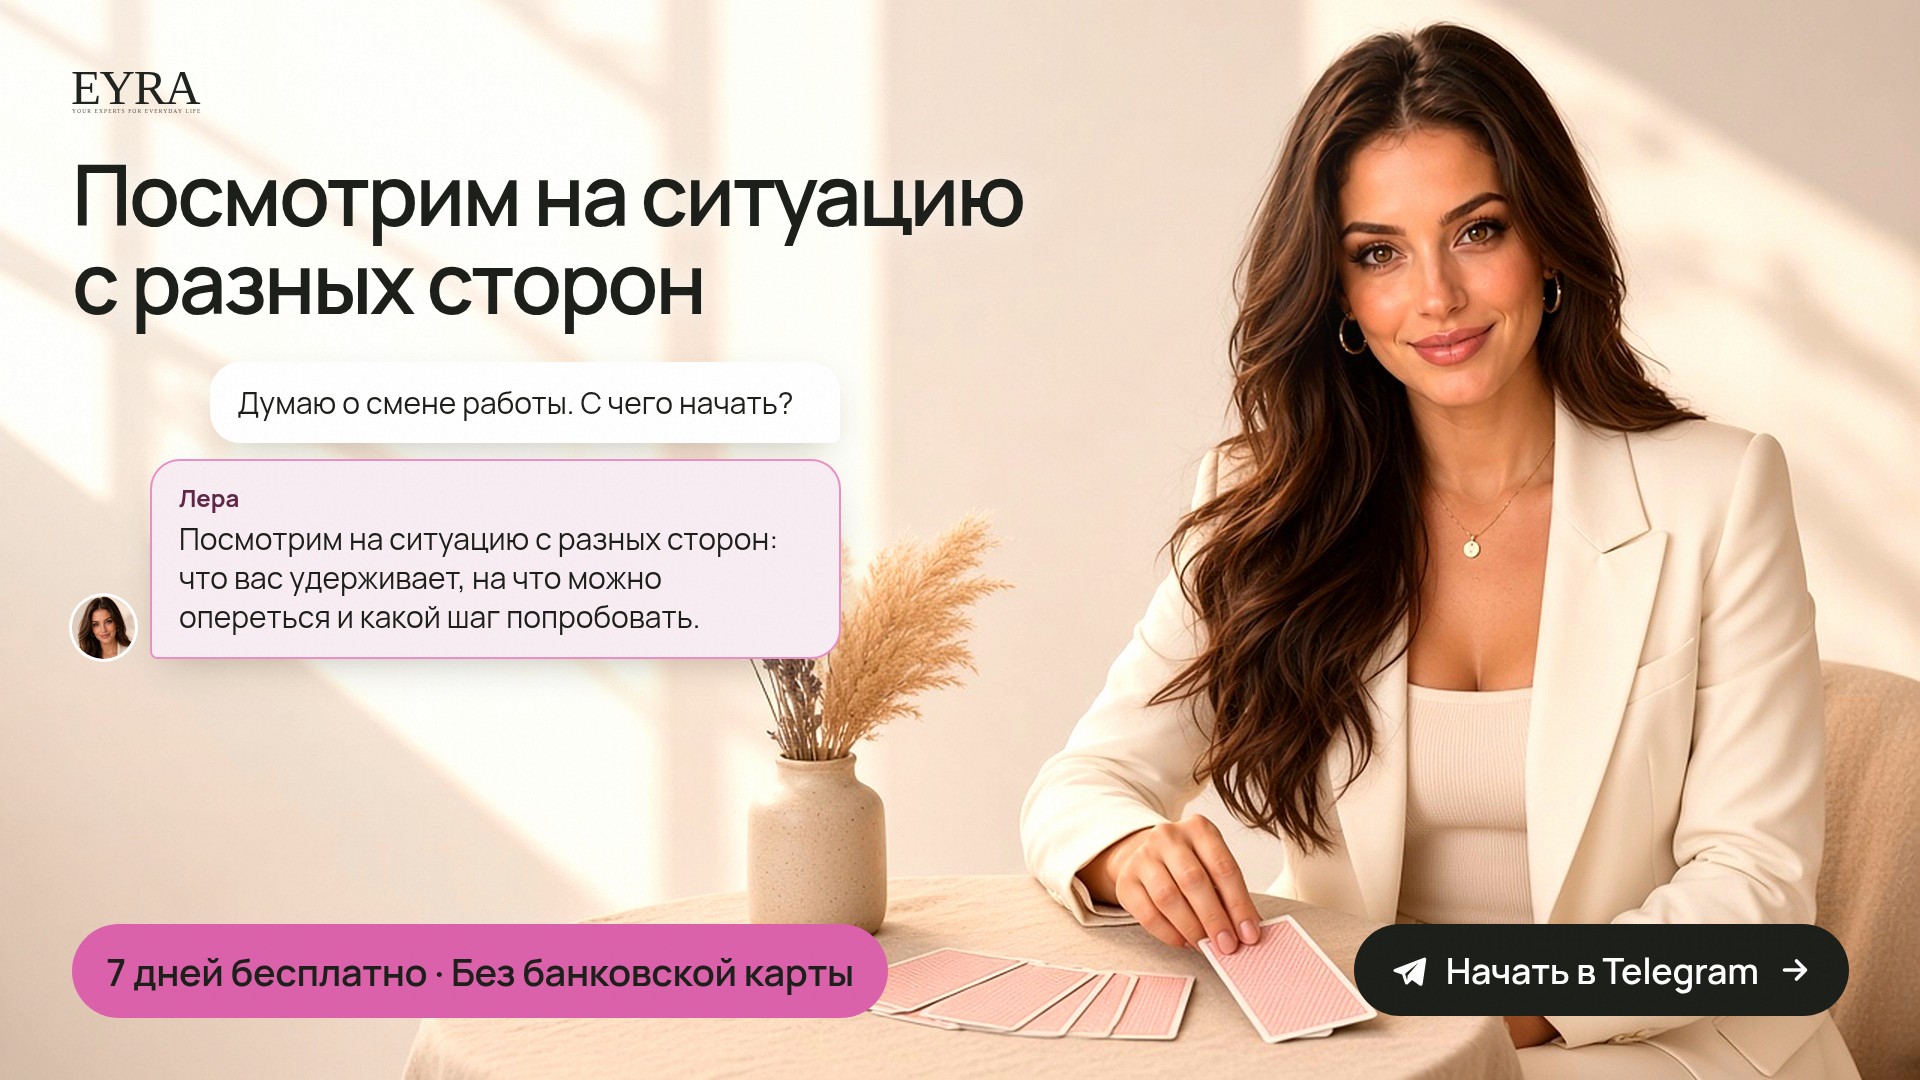 EYRA
YOUR EXPERTS FOR EVERYDAY LIFE
Посмотрим на ситуацию
с разных сторон
Думаю о смене работы. С чего начать?
Лера
Посмотрим на ситуацию с разных сторон:
что вас удерживает, на что можно
опереться и какой шаг попробовать.
7 дней бесплатно · Без банковской карты
Начать в Telegram